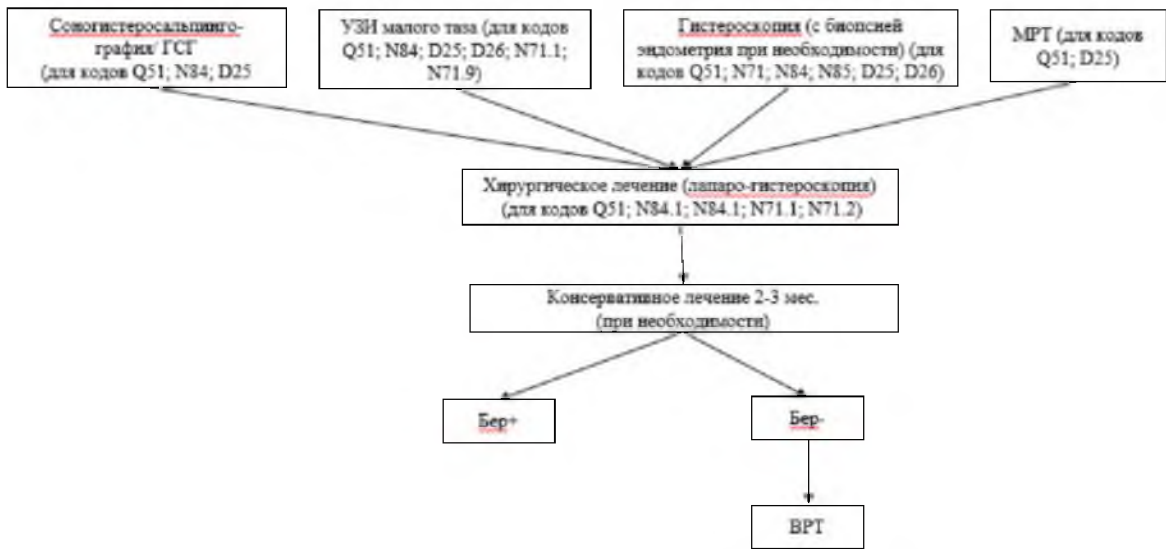 Соногистеросальпинго-
графия/ ГСГ
(для кодов Q51; N84; D25
УЗИ малого таза (для кодов
Q51; N84; D25; D26; N71.1;
N71.9)
Гистероскопия (с биопсией
эндометрия при необходимости) (для
кодов Q51; N71; N84; N85; D25; D26)
МРТ (для кодов
Q51; D25)
Хирургическое лечение (лапаро-гистероскопия)
(для кодов Q51; N84.1; N84.1; N71.1; N71.2)
Консервативное лечение 2-3 мес.
(при необходимости)
Бер+
Бер-
ВРТ